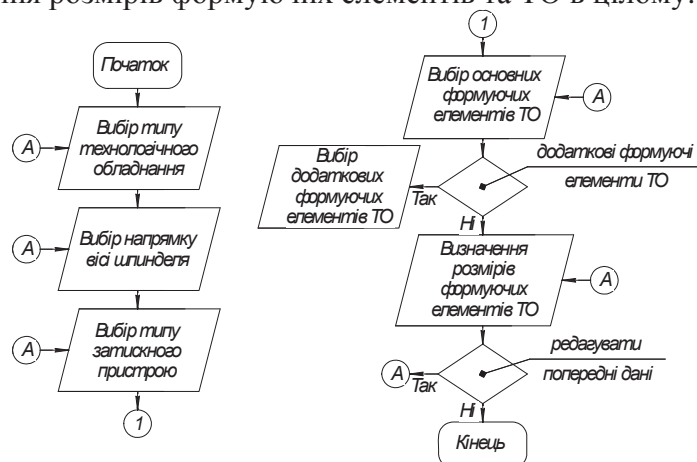 ня розмірів формуючих елементів та ТО в цілому.
Початок
А
Вибір типу
технологічного
обладнання
А
Вибір напрямку
вісі шпинделя
А
Вибір типу
затискного
пристрою
1
1
Вибір основних
формуючих
елементів ТО
А
Вибір
додаткових
формуючих
елементів ТО
Так
додаткові формуючі
елементи ТО
Ні
Визначення
розмірів
формуючих
елементів ТО
А
А
Так
редагувати
попередні дані
Ні
Кінець